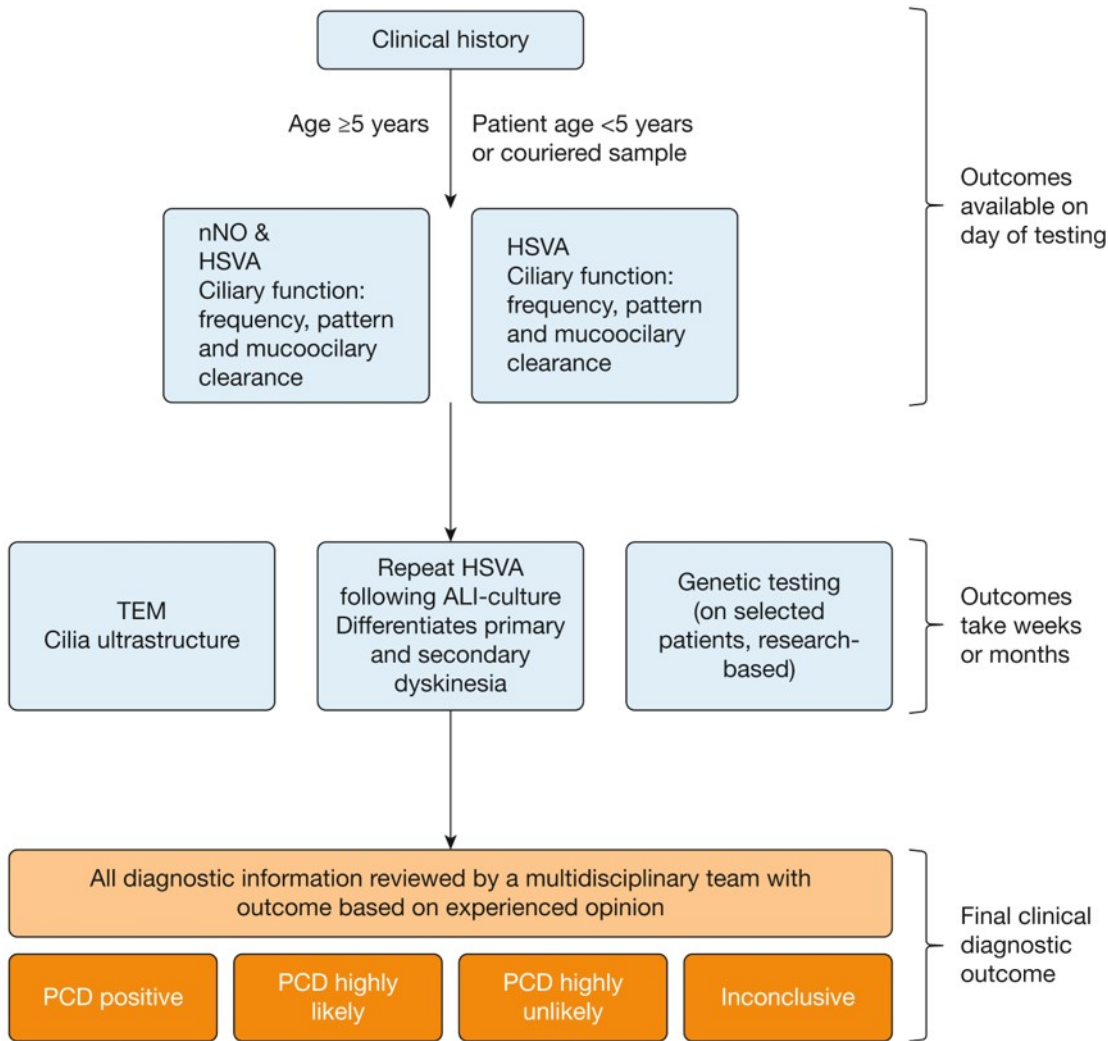 Clinical history
Age ≥5 years
Patient age <5 years
or couriered sample
nNO &
HSVA
Ciliary function:
frequency, pattern
and mucoocilary
clearance
HSVA
Ciliary function:
frequency, pattern
and mucoocilary
clearance
Outcomes
available on
day of testing
TEM
Cilia ultrastructure
Repeat HSVA
following ALI-culture
Differentiates primary
and secondary
dyskinesia
Genetic testing
(on selected
patients, research-
based)
Outcomes
take weeks
or months
All diagnostic information reviewed by a multidisciplinary team with
outcome based on experienced opinion
PCD positive
PCD highly
likely
PCD highly
unlikely
Inconclusive
Final clinical
diagnostic
outcome